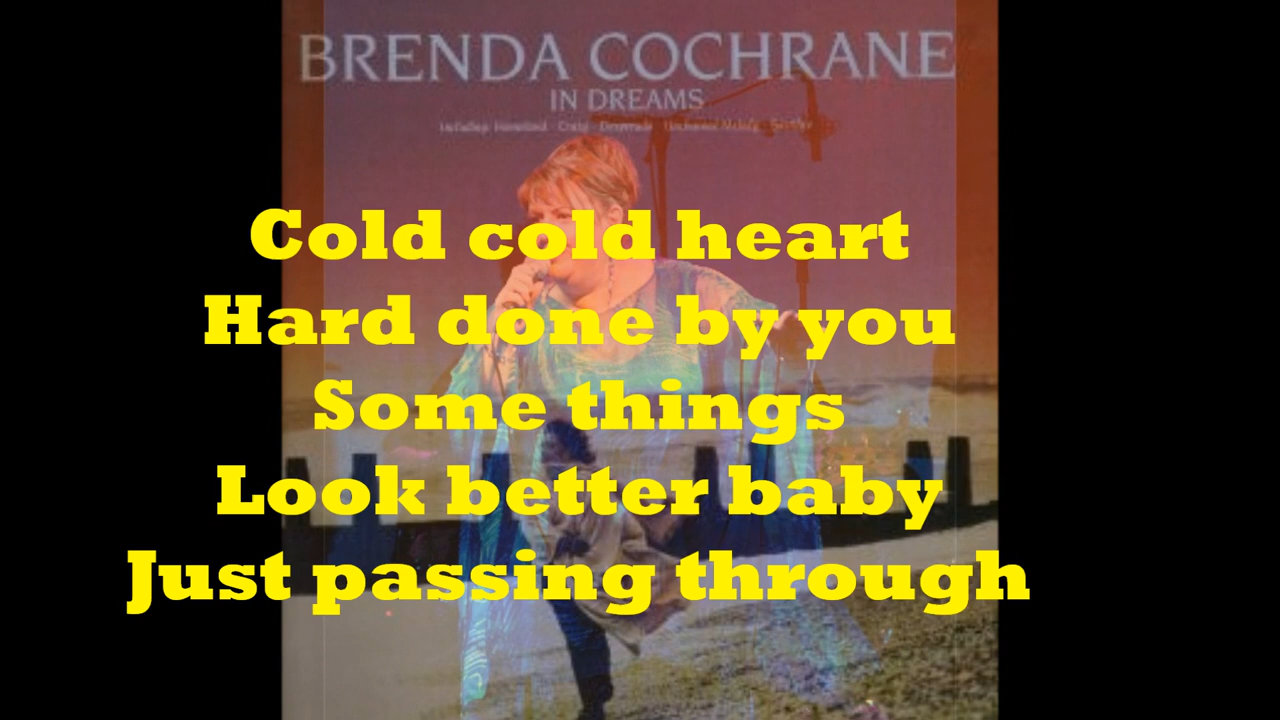 BRENDA COCHRANE
IN DREAMS
Cold cold heart
Hard done by you
Some things
Look better baby
Just passing through